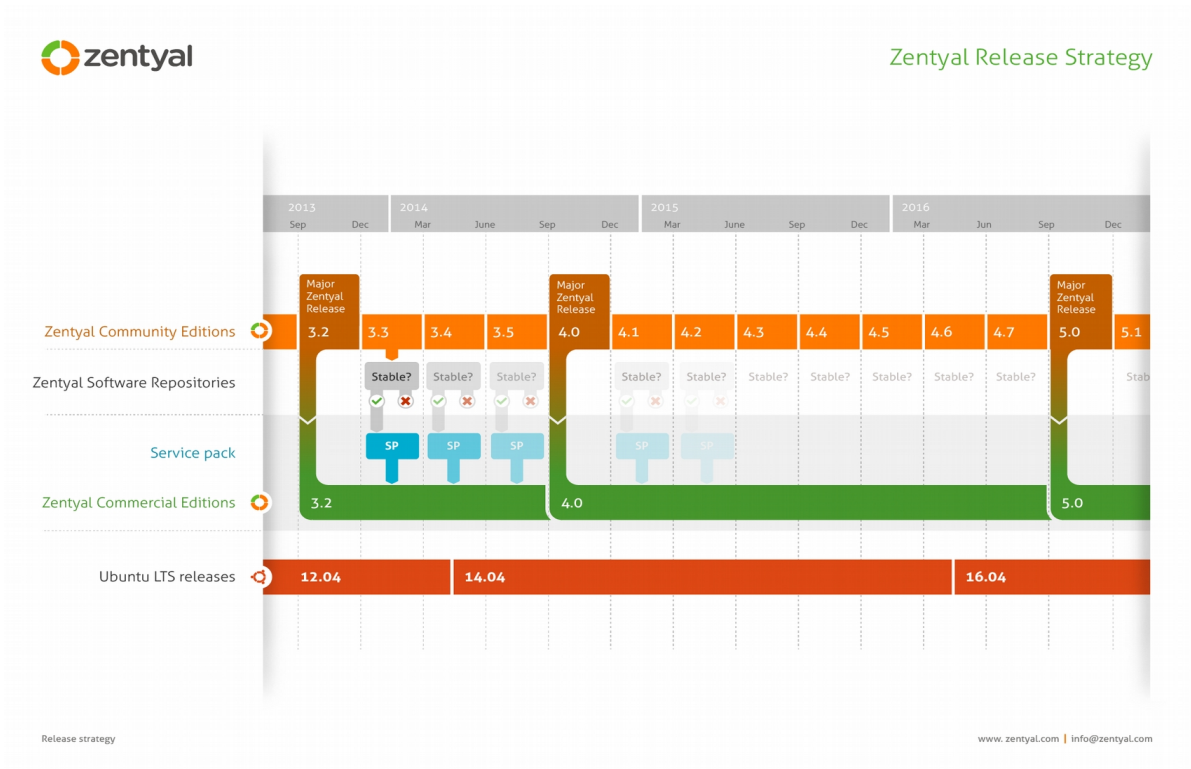 zentyal
Zentyal Release Strategy
2013 2014 2015 2016
Sep Dec Mar June Sep Dec Mar June Sep Dec Mar Jun Sep Dec
Major
Zentyal
Release
Major
Zentyal
Release
Major
Zentyal
Release
Zentyal Community Editions 3.2 3.3 3.4 3.5 4.0 4.1 4.2 4.3 4.4 4.5 4.6 4.7 5.0 5.1
Zentyal Software Repositories Stable? Stable? Stable? Stable? Stable? Stable? Stable? Stable? Stable? Stable? Stab
Service pack SP SP SP SP SP
Zentyal Commercial Editions 3.2 4.0 5.0
Ubuntu LTS releases 12.04 14.04 16.04
Release strategy
www. zentyal.com | info@zentyal.com